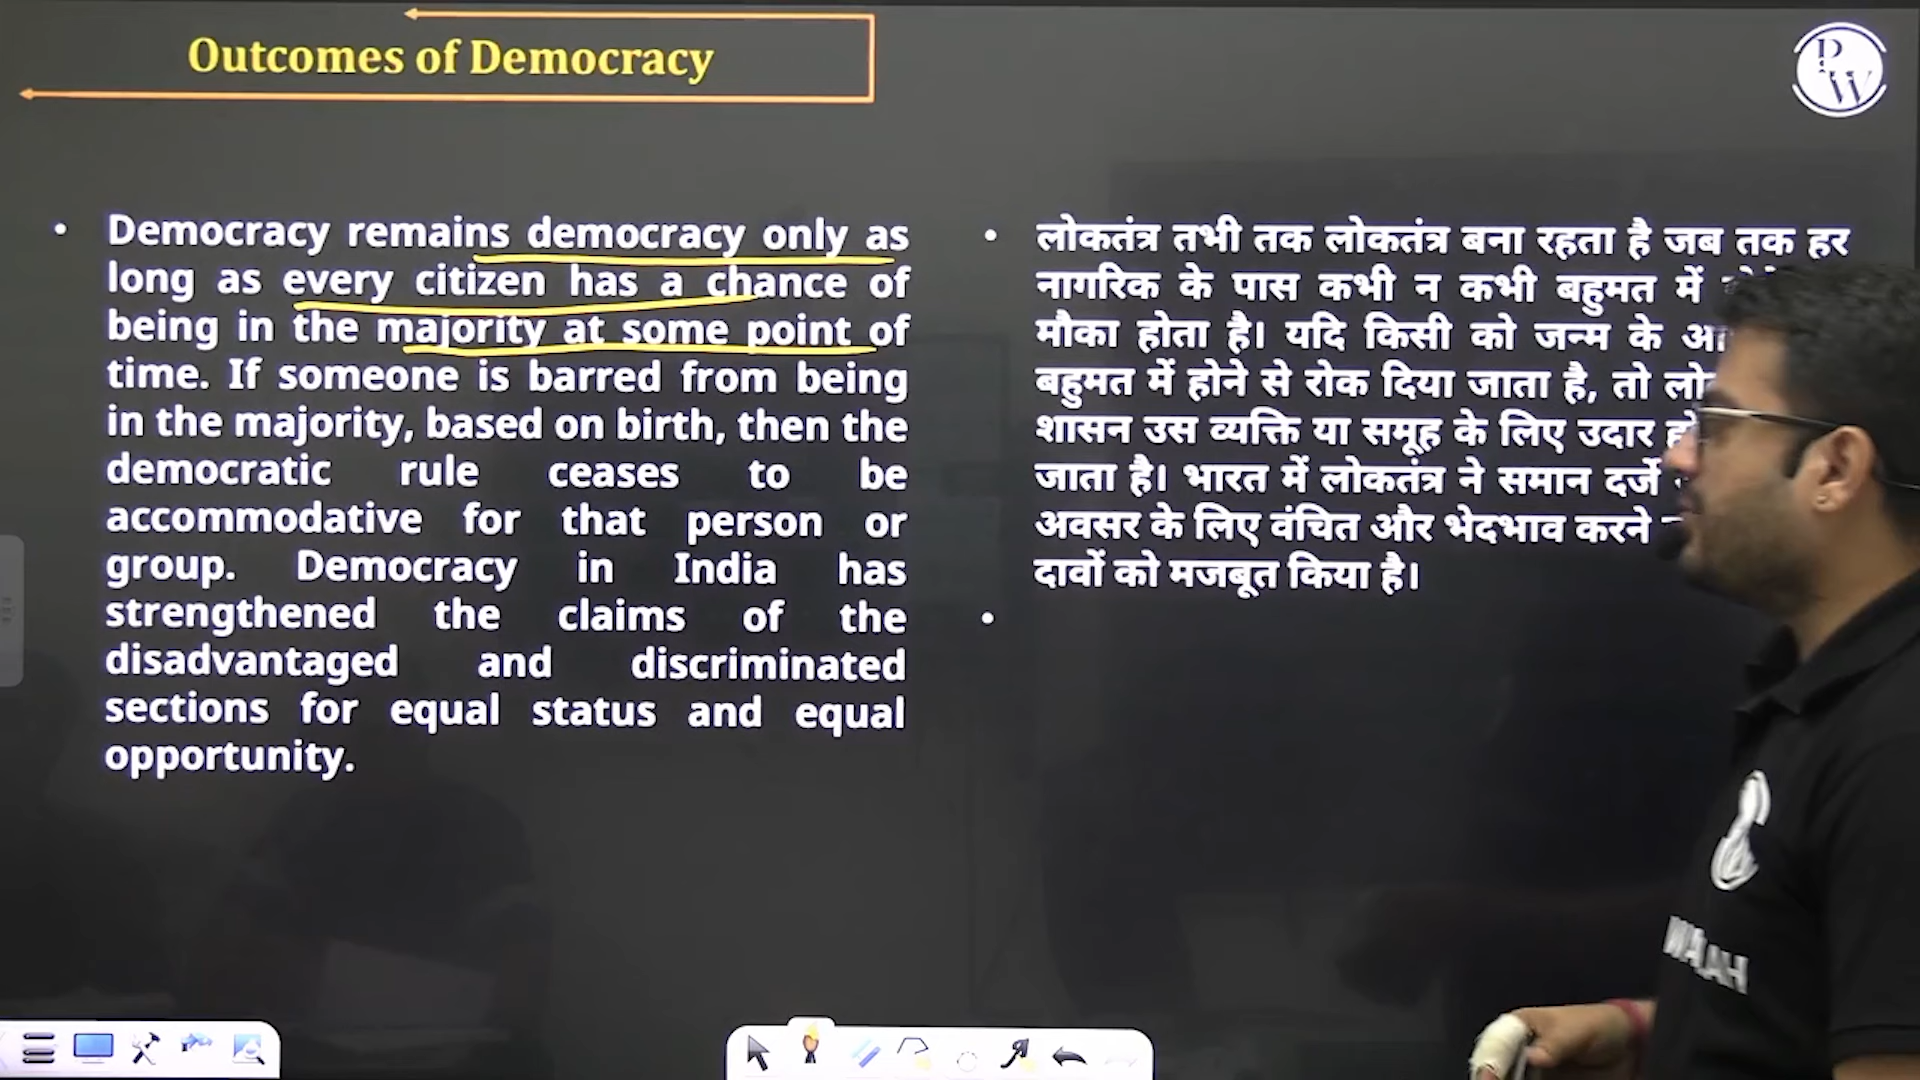 Outcomes of Democracy
PW
• Democracy remains democracy only as
long as every citizen has a chance of
being in the majority at some point of
time. If someone is barred from being
in the majority, based on birth, then the
democratic rule ceases to be
accommodative for that person or
group. Democracy in India has
strengthened the claims of the
disadvantaged and discriminated
sections for equal status and equal
opportunity.
• लोकतंत्र तभी तक लोकतंत्र बना रहता है जब तक हर
नागरिक के पास कभी न कभी बहुमत में
मौका होता है। यदि किसी को जन्म के
बहुमत में होने से रोक दिया जाता है, तो
शासन उस व्यक्ति या समूह के लिए उदार
जाता है। भारत में लोकतंत्र ने समान दर्जे
अवसर के लिए वंचित और भेदभाव करने
दावों को मजबूत किया है।
•